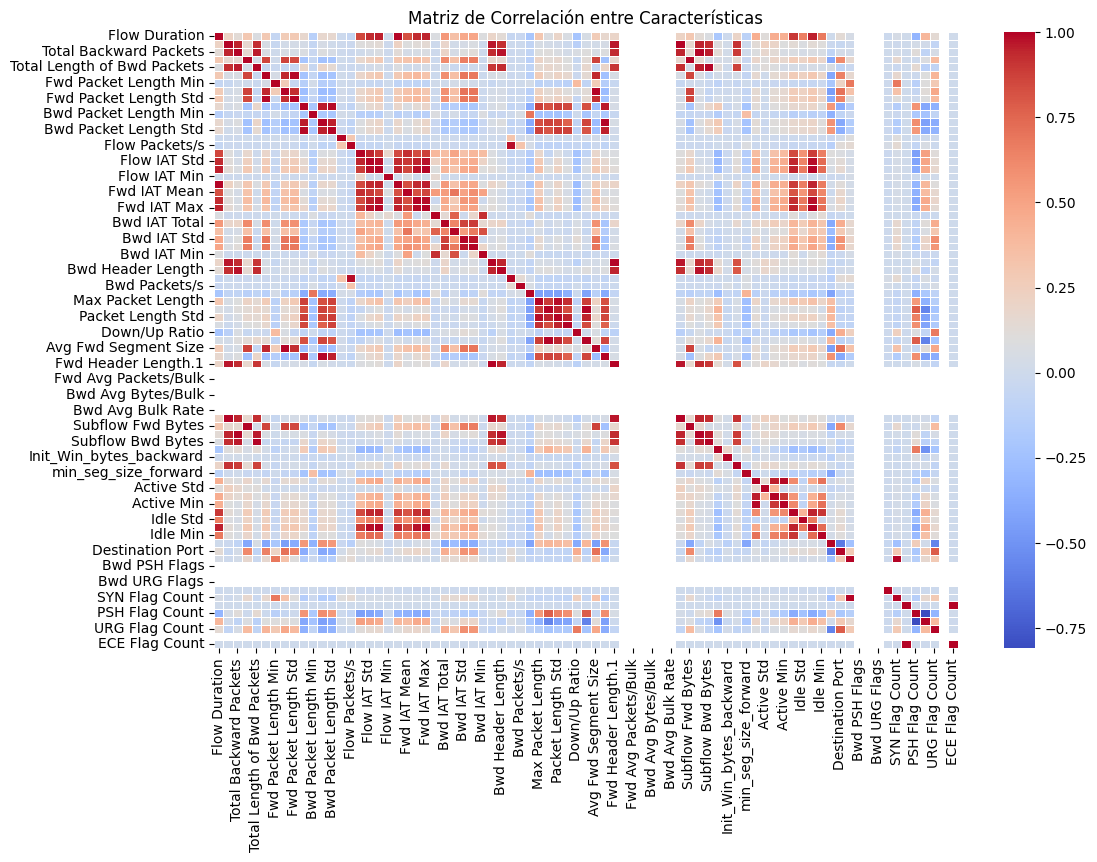 Matriz de Correlación entre Características
Flow Duration
Total Backward Packets
Total Length of Bwd Packets
Fwd Packet Length Min
Fwd Packet Length Std
Bwd Packet Length Min
Bwd Packet Length Std
Flow Packets/s
Flow IAT Std
Flow IAT Min
Fwd IAT Mean
Fwd IAT Max
Bwd IAT Total
Bwd IAT Std
Bwd IAT Min
Bwd Header Length
Bwd Packets/s
Max Packet Length
Packet Length Std
Down/Up Ratio
Avg Fwd Segment Size
Fwd Header Length.1
Fwd Avg Packets/Bulk
Bwd Avg Bytes/Bulk
Bwd Avg Bulk Rate
Subflow Fwd Bytes
Subflow Bwd Bytes
Init_Win_bytes_backward
min_seg_size_forward
Active Std
Active Min
Idle Std
Idle Min
Destination Port
Bwd PSH Flags
Bwd URG Flags
SYN Flag Count
PSH Flag Count
URG Flag Count
ECE Flag Count
Flow Duration
Total Backward Packets
Total Length of Bwd Packets
Fwd Packet Length Min
Fwd Packet Length Std
Bwd Packet Length Min
Bwd Packet Length Std
Flow Packets/s
Flow IAT Std
Flow IAT Min
Fwd IAT Mean
Fwd IAT Max
Bwd IAT Total
Bwd IAT Std
Bwd IAT Min
Bwd Header Length
Bwd Packets/s
Max Packet Length
Packet Length Std
Down/Up Ratio
Avg Fwd Segment Size
Fwd Header Length.1
Fwd Avg Packets/Bulk
Bwd Avg Bytes/Bulk
Bwd Avg Bulk Rate
Subflow Fwd Bytes
Subflow Bwd Bytes
Init_Win_bytes_backward
min_seg_size_forward
Active Std
Active Min
Idle Std
Idle Min
Destination Port
Bwd PSH Flags
Bwd URG Flags
SYN Flag Count
PSH Flag Count
URG Flag Count
ECE Flag Count
1.00
0.75
0.50
0.25
0.00
−0.25
−0.50
−0.75